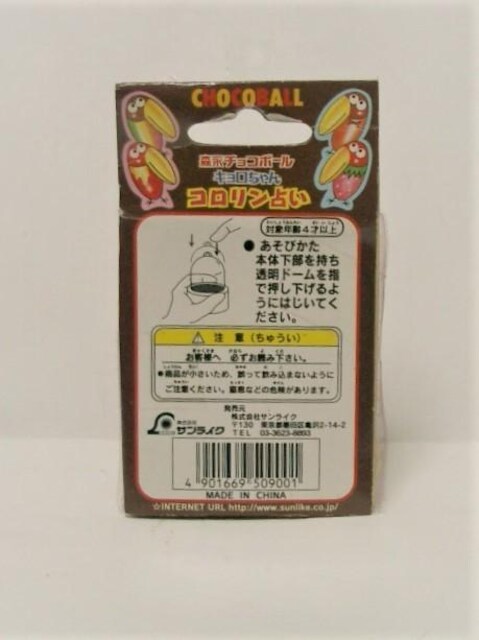 CHOCOBALL
森永チョコボール
キョロちゃん
コロリン占い
対象年齢4才以上
●あそびかた
本体下部を持ち
透明ドームを指
で押し下げるよ
うにはじいてく
ださい。
⚠ 注意(ちゅうい)
お客様へ 必ずお読み下さい。
●商品が小さいため、誤って飲み込まないように
ご注意ください。窒息などの危険があります。
発売元
株式会社サンライク
〒130 東京都墨田区亀沢2-14-2
TEL 03-3623-8893
株式会社
サンライク
4 901669 509001
MADE IN CHINA
☆INTERNET URL http://www.sunlike.co.jp/